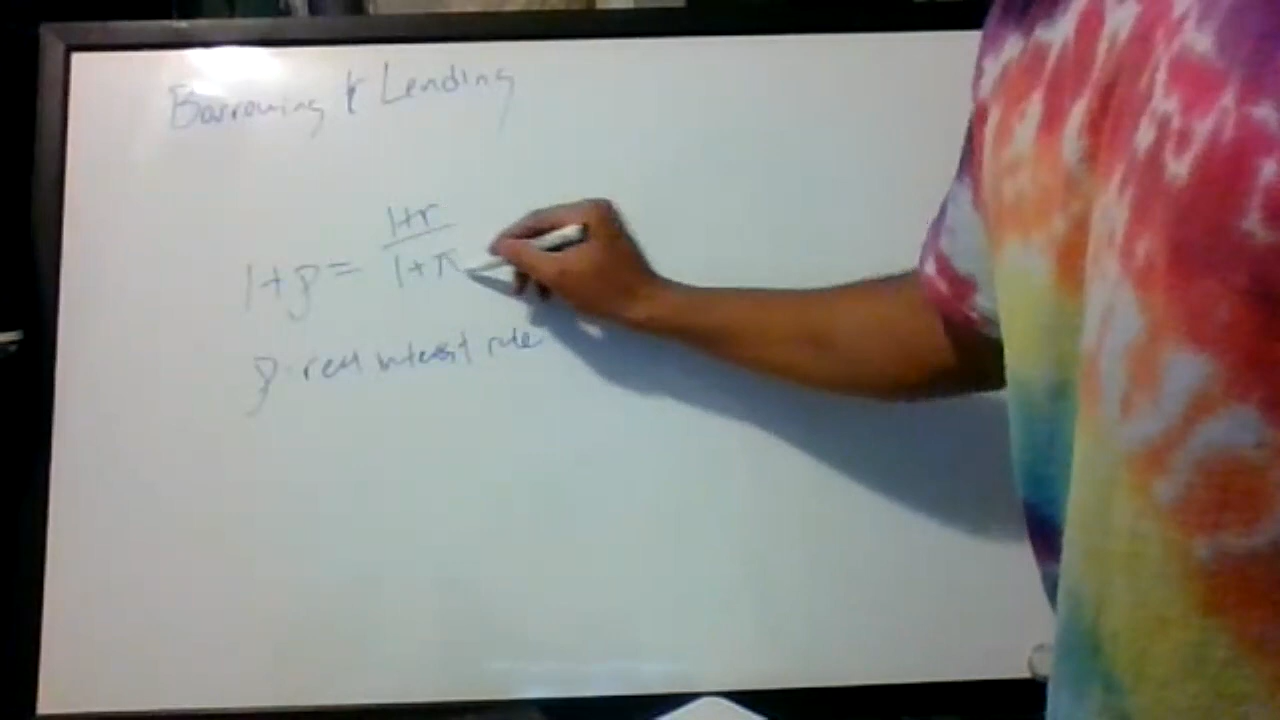 Borrowing & Lending
1+ρ = (1+r)/(1+π)
ρ: real interest rate